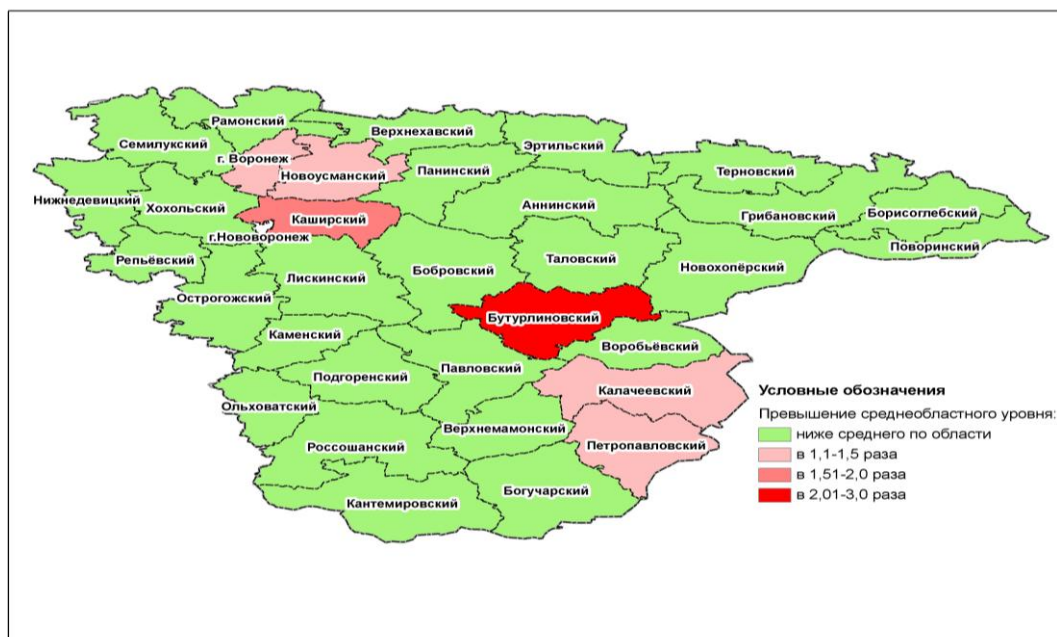 Рамонский
Верхнехавский
Семилукский
Эртильский
г. Воронеж
Панинский
Терновский
Новоусманский
Нижнедевицкий
Хохольский
Аннинский
Грибановский
Борисоглебский
Каширский
г.Нововоронеж
Поворинский
Репьёвский
Бобровский
Таловский
Новохопёрский
Лискинский
Острогожский
Бутурлиновский
Каменский
Воробьёвский
Павловский
Подгоренский
Калачеевский
Ольховатский
Верхнемамонский
Петропавловский
Россошанский
Богучарский
Кантемировский
Условные обозначения
Превышение среднеобластного уровня:
ниже среднего по области
в 1,1-1,5 раза
в 1,51-2,0 раза
в 2,01-3,0 раза